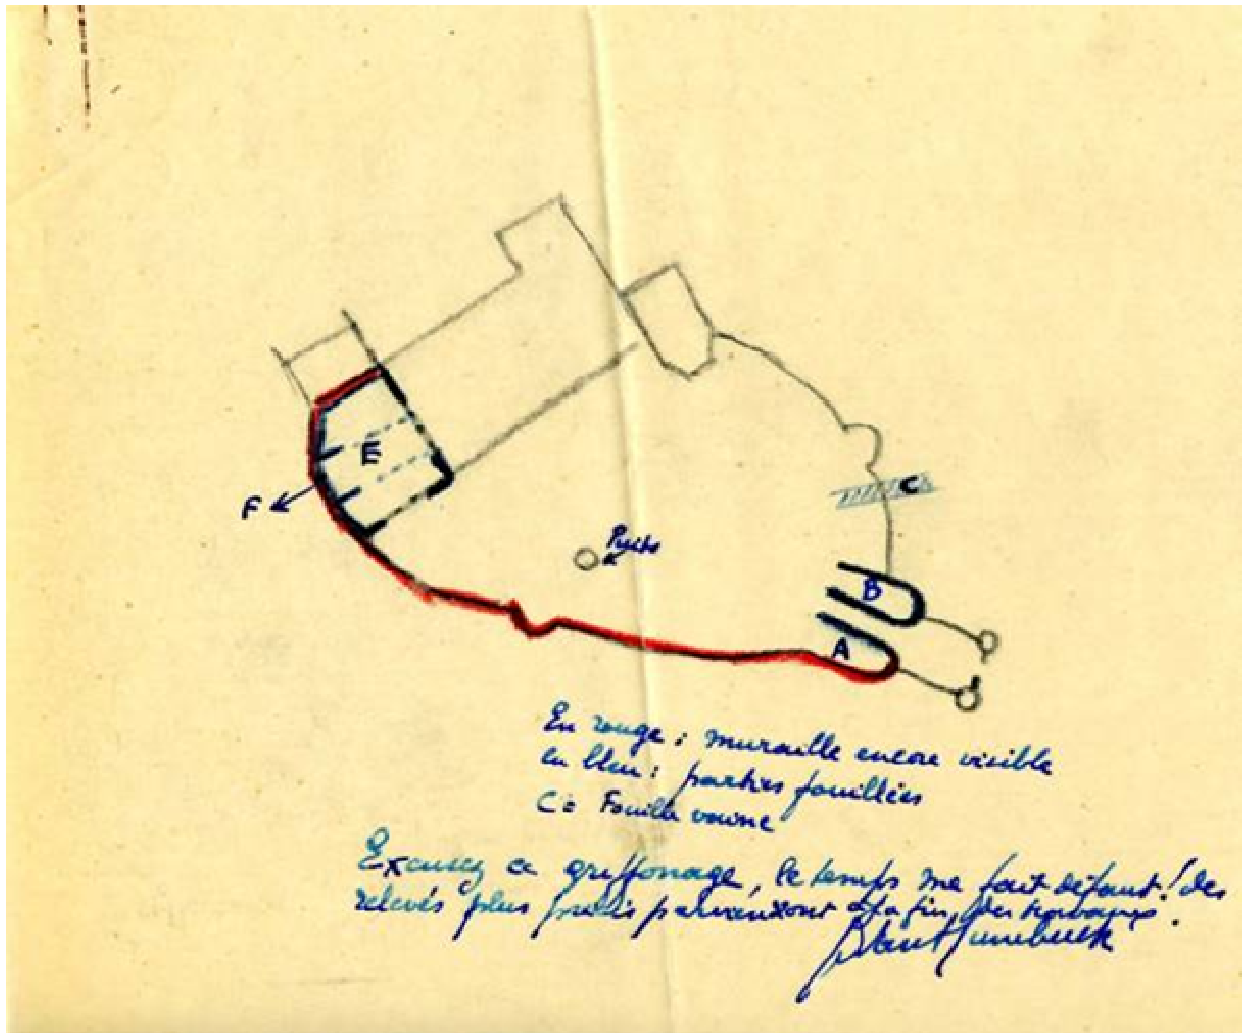 E
F
C
Puits
B
A
En rouge : muraille encore visible
en bleu : parties fouillées
C = Fouille
Excusez ce griffonage, le temps me fait défaut ! des
relevés plus précis parviendront à la fin des travaux.